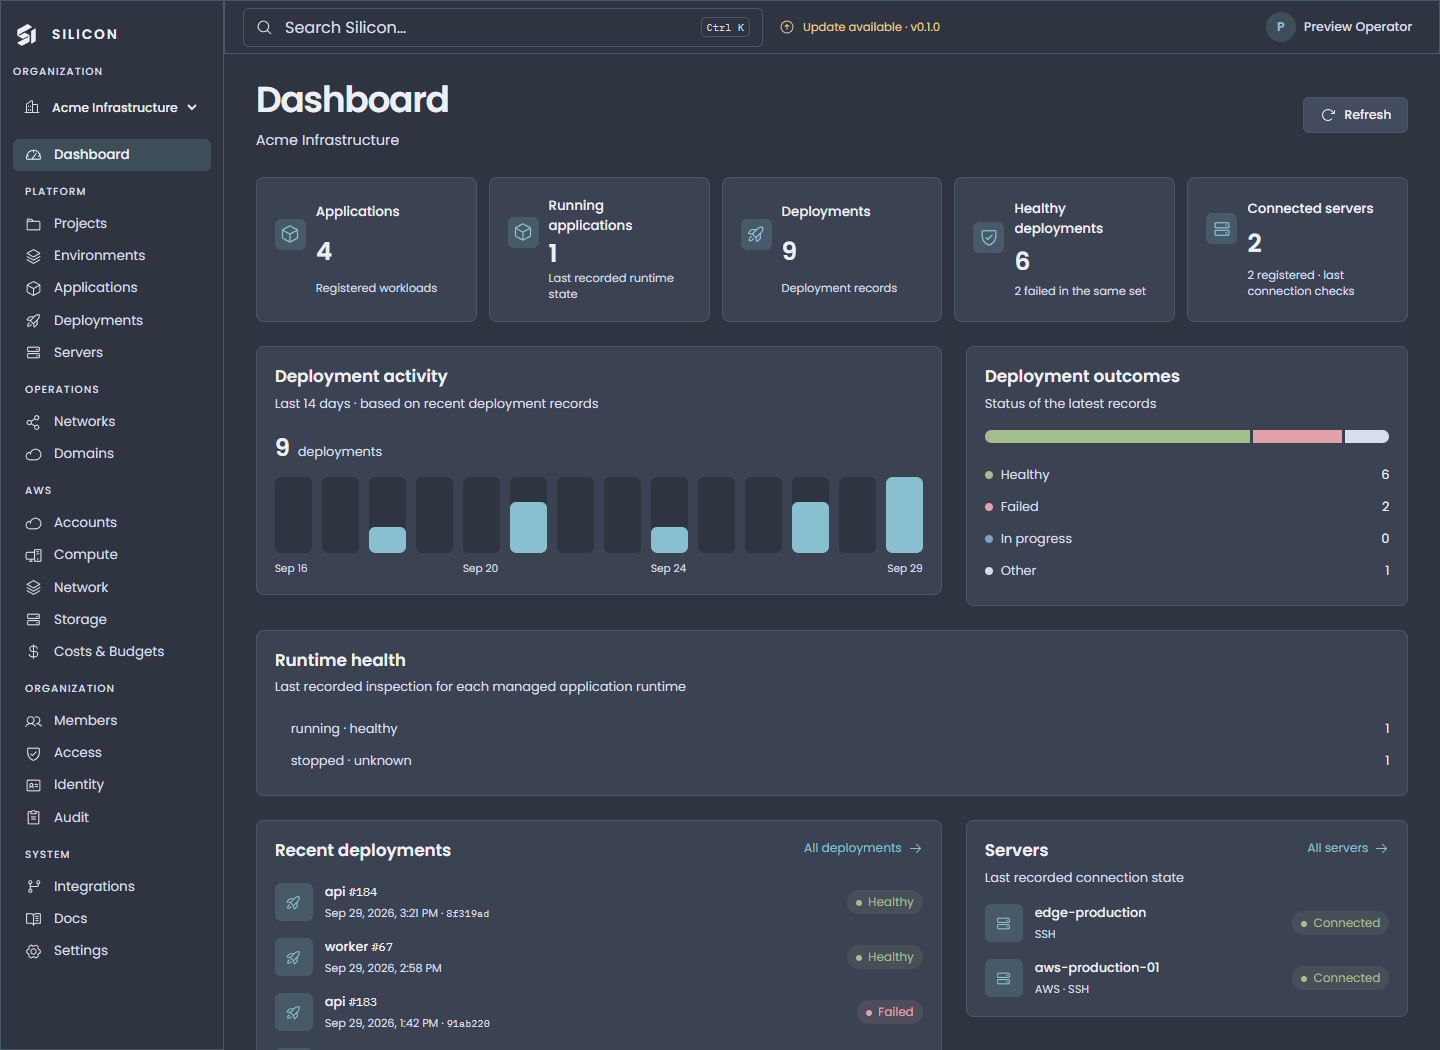 SILICON
Search Silicon...
Ctrl K
Update available · v0.1.0
P
Preview Operator
ORGANIZATION
Acme Infrastructure
Dashboard
PLATFORM
Projects
Environments
Applications
Deployments
Servers
OPERATIONS
Networks
Domains
AWS
Accounts
Compute
Network
Storage
Costs & Budgets
ORGANIZATION
Members
Access
Identity
Audit
SYSTEM
Integrations
Docs
Settings
Dashboard
Acme Infrastructure
Refresh
Applications
4
Registered workloads
Running
applications
1
Last recorded runtime
state
Deployments
9
Deployment records
Healthy
deployments
6
2 failed in the same set
Connected servers
2
2 registered · last
connection checks
Deployment activity
Last 14 days · based on recent deployment records
9 deployments
Sep 16
Sep 20
Sep 24
Sep 29
Deployment outcomes
Status of the latest records
Healthy 6
Failed 2
In progress 0
Other 1
Runtime health
Last recorded inspection for each managed application runtime
running · healthy 1
stopped · unknown 1
Recent deployments
All deployments
api #184
Sep 29, 2026, 3:21 PM · 8f319ad
Healthy
worker #67
Sep 29, 2026, 2:58 PM
Healthy
api #183
Sep 29, 2026, 1:42 PM · 91ab220
Failed
Servers
All servers
Last recorded connection state
edge-production
SSH
Connected
aws-production-01
AWS · SSH
Connected